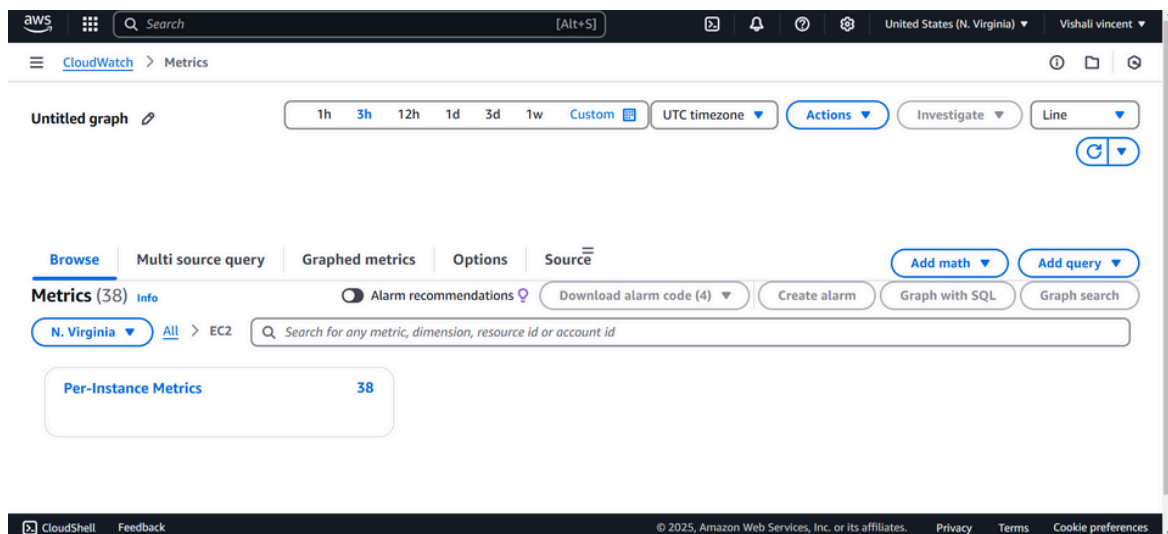 aws Search [Alt+S] United States (N. Virginia) Vishali vincent
CloudWatch > Metrics
Untitled graph 1h 3h 12h 1d 3d 1w Custom UTC timezone Actions Investigate Line
Browse Multi source query Graphed metrics Options Source Add math Add query
Metrics (38) Info Alarm recommendations Download alarm code (4) Create alarm Graph with SQL Graph search
N. Virginia All > EC2 Search for any metric, dimension, resource id or account id
Per-Instance Metrics 38
CloudShell Feedback © 2025, Amazon Web Services, Inc. or its affiliates. Privacy Terms Cookie preferences